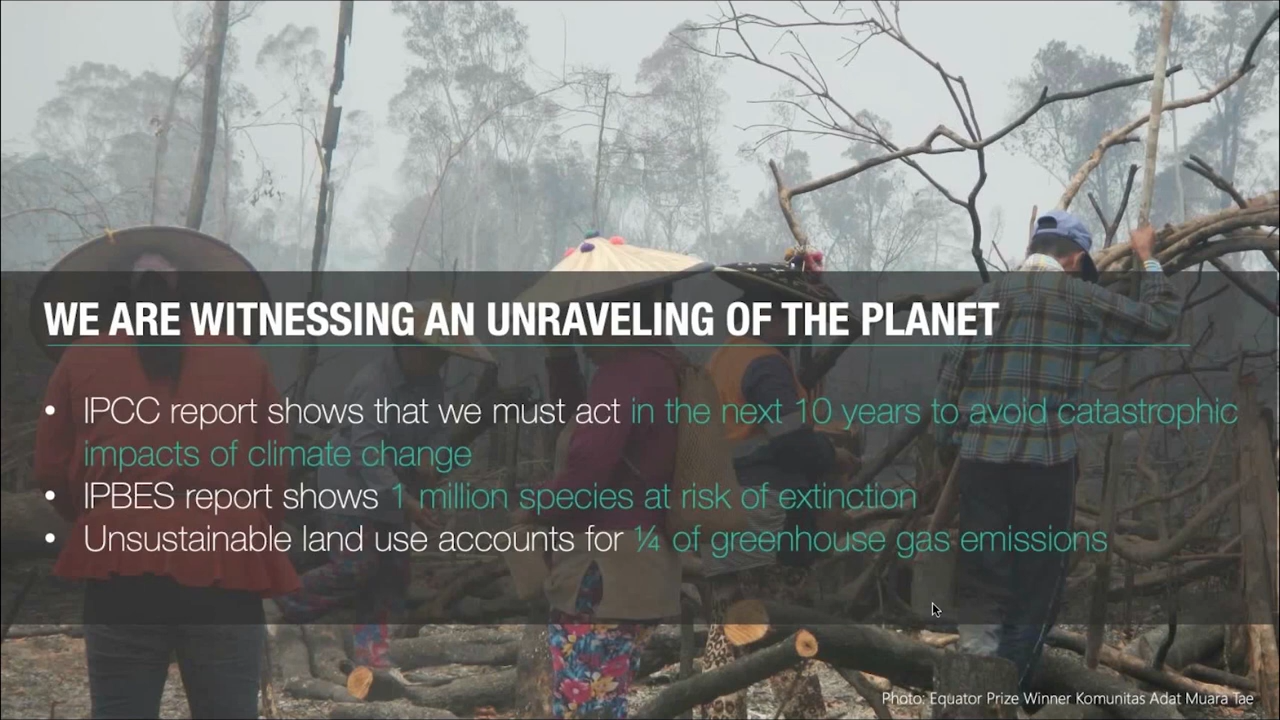 WE ARE WITNESSING AN UNRAVELING OF THE PLANET
• IPCC report shows that we must act in the next 10 years to avoid catastrophic
impacts of climate change
• IPBES report shows 1 million species at risk of extinction
• Unsustainable land use accounts for ¼ of greenhouse gas emissions
Photo: Equator Prize Winner Komunitas Adat Muara Tae